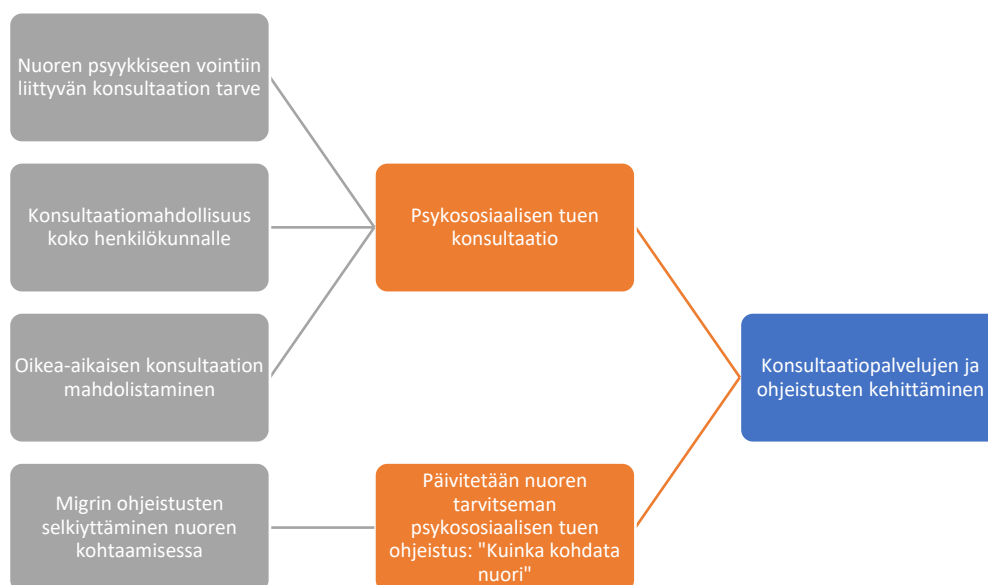 Nuoren psyykkiseen vointiin
liittyvän konsultaation tarve
Konsultaatiomahdollisuus
koko henkilökunnalle
Oikea-aikaisen konsultaation
mahdolistaminen
Migrin ohjeistusten
selkiyttäminen nuoren
kohtaamisessa
Psykososiaalisen tuen
konsultaatio
Päivitetään nuoren
tarvitseman
psykososiaalisen tuen
ohjeistus: "Kuinka kohdata
nuori"
Konsultaatiopalvelujen ja
ohjeistusten kehittäminen